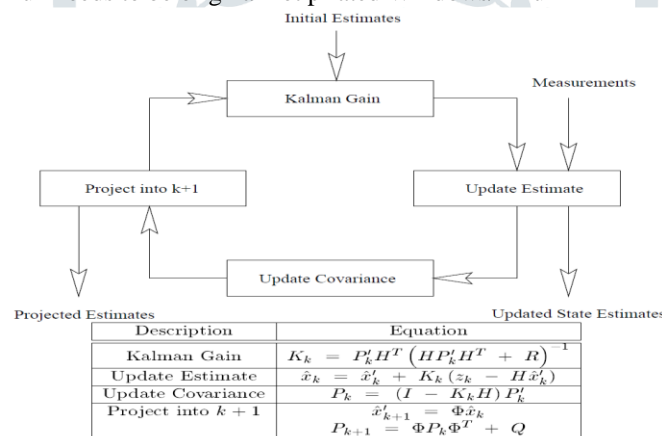 Initial Estimates
Kalman Gain
Measurements
Project into k+1
Update Estimate
Update Covariance
Projected Estimates
Updated State Estimates
Description Equation
Kalman Gain K_k = P'_k H^T (H P'_k H^T + R)^{-1}
Update Estimate x̂_k = x̂'_k + K_k (z_k − H x̂'_k)
Update Covariance P_k = (I − K_k H) P'_k
Project into k + 1 x̂'_{k+1} = Φ x̂_k
P_{k+1} = Φ P_k Φ^T + Q